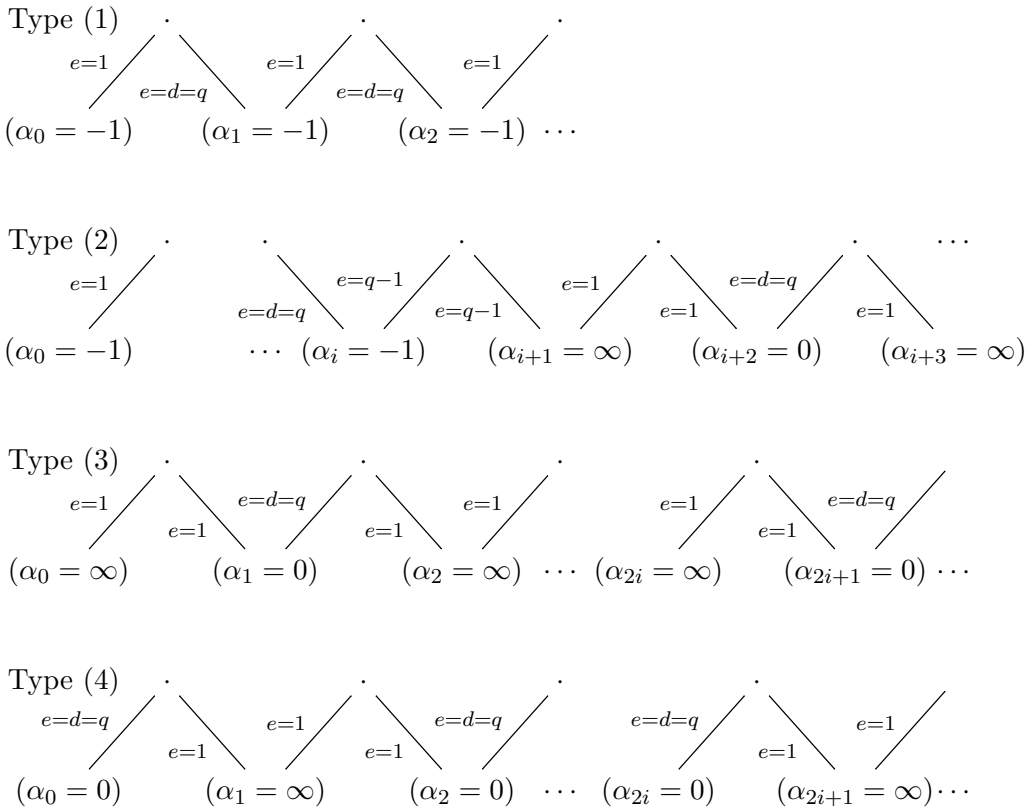 Type (1) · · ·
e=1 e=1 e=1
e=d=q e=d=q
(α₀ = −1) (α₁ = −1) (α₂ = −1) ···
Type (2) · · · · · ···
e=1 e=q−1 e=1 e=d=q
e=d=q e=q−1 e=1 e=1
(α₀ = −1) ··· (αᵢ = −1) (αᵢ₊₁ = ∞) (αᵢ₊₂ = 0) (αᵢ₊₃ = ∞)
Type (3) · · · ·
e=1 e=d=q e=1 e=1 e=d=q
e=1 e=1 e=1
(α₀ = ∞) (α₁ = 0) (α₂ = ∞) ··· (α₂ᵢ = ∞) (α₂ᵢ₊₁ = 0) ···
Type (4) · · · ·
e=d=q e=1 e=d=q e=d=q e=1
e=1 e=1 e=1
(α₀ = 0) (α₁ = ∞) (α₂ = 0) ··· (α₂ᵢ = 0) (α₂ᵢ₊₁ = ∞) ···